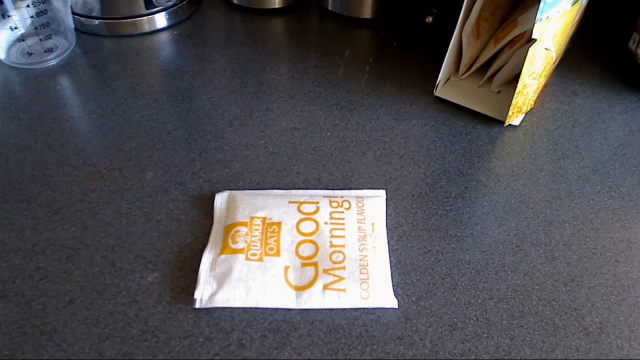 QUAKER
OATS
Good
Morning!
GOLDEN SYRUP FLAVOUR